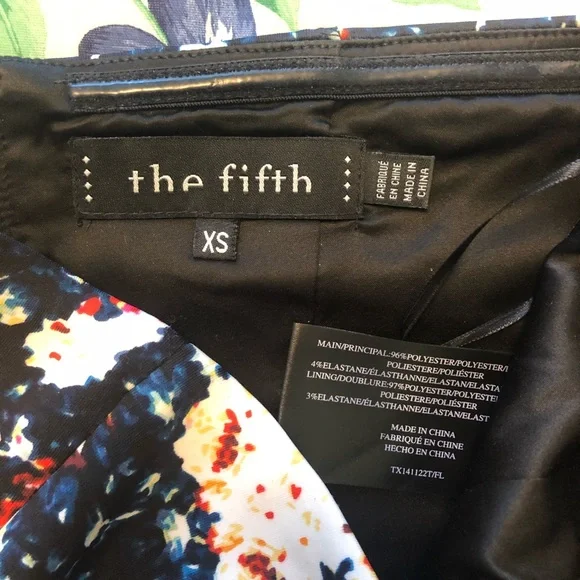 the fifth
XS
FABRIQUÉ
EN CHINE
MADE IN
CHINA
MAIN/PRINCIPAL:96%POLYESTER/POLYESTER/
POLIESTERE/POLIÉSTER
4%ELASTANE/ÉLASTHANNE/ELASTAN/ELASTA
LINING/DOUBLURE:97%POLYESTER/POLYESTE
POLIESTERE/POLIÉSTER
3%ELASTANE/ÉLASTHANNE/ELASTAN/ELAST
MADE IN CHINA
FABRIQUÉ EN CHINE
HECHO EN CHINA
TX141122T/FL